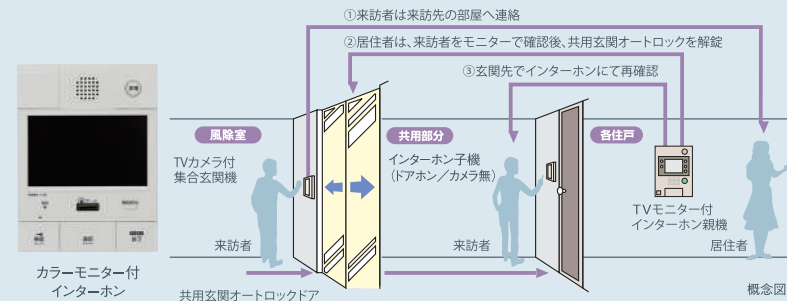 ①来訪者は来訪先の部屋へ連絡
②居住者は、来訪者をモニターで確認後、共用玄関オートロックを解錠
③玄関先でインターホンにて再確認
風除室
共用部分
各住戸
TVカメラ付
集合玄関機
インターホン子機
(ドアホン/カメラ無)
TVモニター付
インターホン親機
来訪者
来訪者
居住者
カラーモニター付
インターホン
共用玄関オートロックドア
概念図